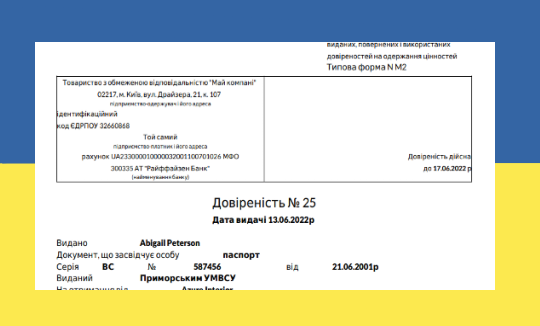 виданих, повернених і використаних
довіреностей на одержання цінностей
Типова форма N М2
Товариство з обмеженою відповідальністю "Май компані"
02217, м. Київ, вул. Драйзера, 21, к. 107
підприємство-одержувач і його адреса
ідентифікаційний
код ЄДРПОУ 32660868
Той самий
підприємство платник і його адреса
рахунок UA233000010000032001100701026 МФО
300335 АТ "Райффайзен Банк"
(найменування банку)
Довіреність дійсна
до 17.06.2022 р
Довіреність № 25
Дата видачі 13.06.2022р
Видано Abigail Peterson
Документ, що засвідчує особу паспорт
Серія ВС № 587456 від 21.06.2001р
Виданий Приморським УМВСУ
На отримання від Azure Interior